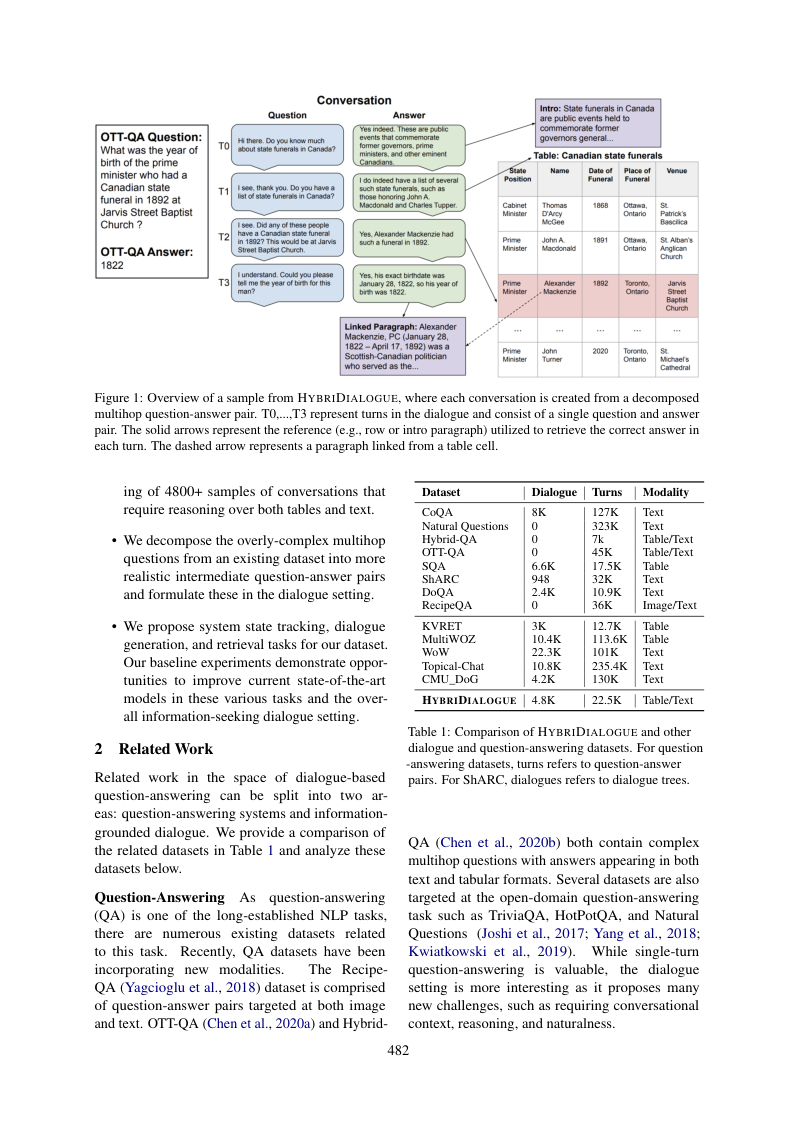 Conversation
Question
Answer
OTT-QA Question:
What was the year of
birth of the prime
minister who had a
Canadian state
funeral in 1892 at
Jarvis Street Baptist
Church ?
OTT-QA Answer:
1822
T0
Hi there. Do you know much
about state funerals in Canada?
Yes indeed. These are public
events that commemorate
former governors, prime
ministers, and other eminent
Canadians.
T1
I see, thank you. Do you have a
list of state funerals in Canada?
I do indeed have a list of several
such state funerals, such as
those honoring John A.
Macdonald and Charles Tupper.
T2
I see. Did any of these people
have a Canadian state funeral
in 1892? This would be at Jarvis
Street Baptist Church.
Yes, Alexander Mackenzie had
such a funeral in 1892.
T3
I understand. Could you please
tell me the year of birth for this
man?
Yes, his exact birthdate was
January 28, 1822, so his year of
birth was 1822.
Linked Paragraph: Alexander
Mackenzie, PC (January 28,
1822 – April 17, 1892) was a
Scottish-Canadian politician
who served as the...
Intro: State funerals in Canada
are public events held to
commemorate former
governors general...
Table: Canadian state funerals
State Position Name Date of Funeral Place of Funeral Venue
Cabinet Minister Thomas D'Arcy McGee 1868 Ottawa, Ontario St. Patrick's Basilica
Prime Minister John A. Macdonald 1891 Ottawa, Ontario St. Alban's Anglican Church
Prime Minister Alexander Mackenzie 1892 Toronto, Ontario Jarvis Street Baptist Church
... ... ... ... ...
Prime Minister John Turner 2020 Toronto, Ontario St. Michael's Cathedral
Figure 1: Overview of a sample from HYBRIDIALOGUE, where each conversation is created from a decomposed
multihop question-answer pair. T0,...,T3 represent turns in the dialogue and consist of a single question and answer
pair. The solid arrows represent the reference (e.g., row or intro paragraph) utilized to retrieve the correct answer in
each turn. The dashed arrow represents a paragraph linked from a table cell.
ing of 4800+ samples of conversations that
require reasoning over both tables and text.
• We decompose the overly-complex multihop
questions from an existing dataset into more
realistic intermediate question-answer pairs
and formulate these in the dialogue setting.
• We propose system state tracking, dialogue
generation, and retrieval tasks for our dataset.
Our baseline experiments demonstrate oppor-
tunities to improve current state-of-the-art
models in these various tasks and the over-
all information-seeking dialogue setting.
2 Related Work
Related work in the space of dialogue-based
question-answering can be split into two ar-
eas: question-answering systems and information-
grounded dialogue. We provide a comparison of
the related datasets in Table 1 and analyze these
datasets below.
Question-Answering As question-answering
(QA) is one of the long-established NLP tasks,
there are numerous existing datasets related
to this task. Recently, QA datasets have been
incorporating new modalities. The Recipe-
QA (Yagcioglu et al., 2018) dataset is comprised
of question-answer pairs targeted at both image
and text. OTT-QA (Chen et al., 2020a) and Hybrid-
Dataset Dialogue Turns Modality
CoQA 8K 127K Text
Natural Questions 0 323K Text
Hybrid-QA 0 7k Table/Text
OTT-QA 0 45K Table/Text
SQA 6.6K 17.5K Table
ShARC 948 32K Text
DoQA 2.4K 10.9K Text
RecipeQA 0 36K Image/Text
KVRET 3K 12.7K Table
MultiWOZ 10.4K 113.6K Table
WoW 22.3K 101K Text
Topical-Chat 10.8K 235.4K Text
CMU_DoG 4.2K 130K Text
HYBRIDIALOGUE 4.8K 22.5K Table/Text
Table 1: Comparison of HYBRIDIALOGUE and other
dialogue and question-answering datasets. For question
-answering datasets, turns refers to question-answer
pairs. For ShARC, dialogues refers to dialogue trees.
QA (Chen et al., 2020b) both contain complex
multihop questions with answers appearing in both
text and tabular formats. Several datasets are also
targeted at the open-domain question-answering
task such as TriviaQA, HotPotQA, and Natural
Questions (Joshi et al., 2017; Yang et al., 2018;
Kwiatkowski et al., 2019). While single-turn
question-answering is valuable, the dialogue
setting is more interesting as it proposes many
new challenges, such as requiring conversational
context, reasoning, and naturalness.
482